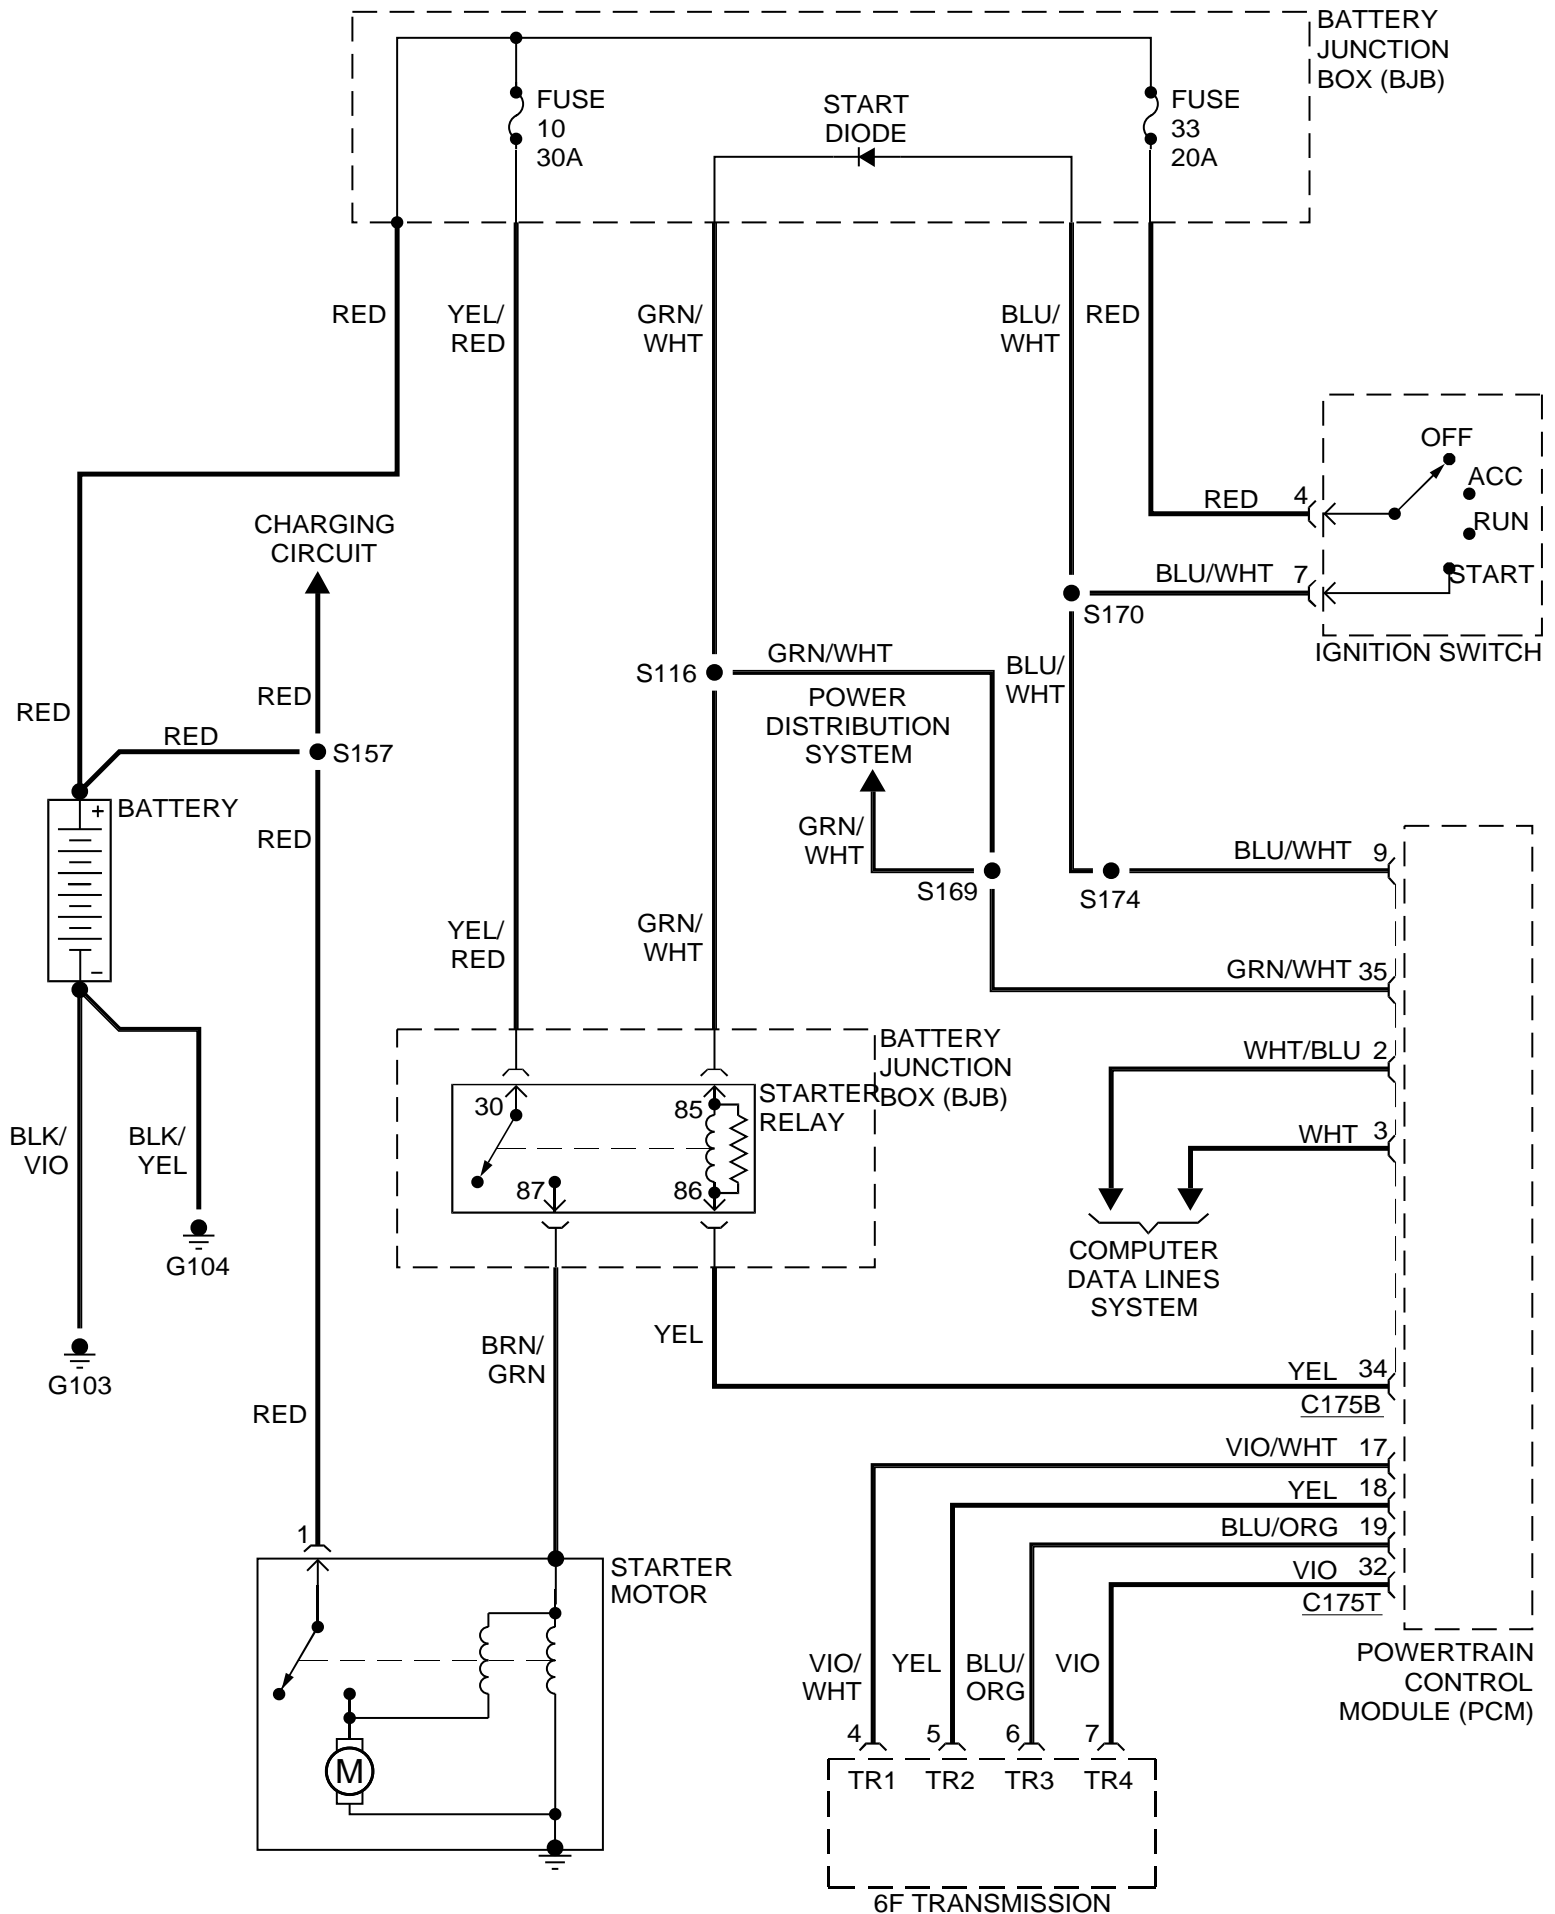 BATTERY
JUNCTION
BOX (BJB)
FUSE
10
30A
START
DIODE
FUSE
33
20A
RED
YEL/
RED
GRN/
WHT
BLU/
WHT
RED
OFF
ACC
RUN
START
RED 4
BLU/WHT 7
IGNITION SWITCH
CHARGING
CIRCUIT
S170
S116
GRN/WHT
BLU/
WHT
POWER
DISTRIBUTION
SYSTEM
RED
RED
RED
S157
+
BATTERY
–
RED
GRN/
WHT
S169
S174
BLU/WHT 9
YEL/
RED
GRN/
WHT
GRN/WHT 35
WHT/BLU 2
WHT 3
BATTERY
JUNCTION
BOX (BJB)
STARTER
RELAY
30
85
87
86
BLK/
VIO
BLK/
YEL
G104
G103
COMPUTER
DATA LINES
SYSTEM
BRN/
GRN
YEL
YEL 34
C175B
RED
VIO/WHT 17
YEL 18
BLU/ORG 19
VIO 32
C175T
1
STARTER
MOTOR
M
POWERTRAIN
CONTROL
MODULE (PCM)
VIO/
WHT
YEL
BLU/
ORG
VIO
4 5 6 7
TR1 TR2 TR3 TR4
6F TRANSMISSION